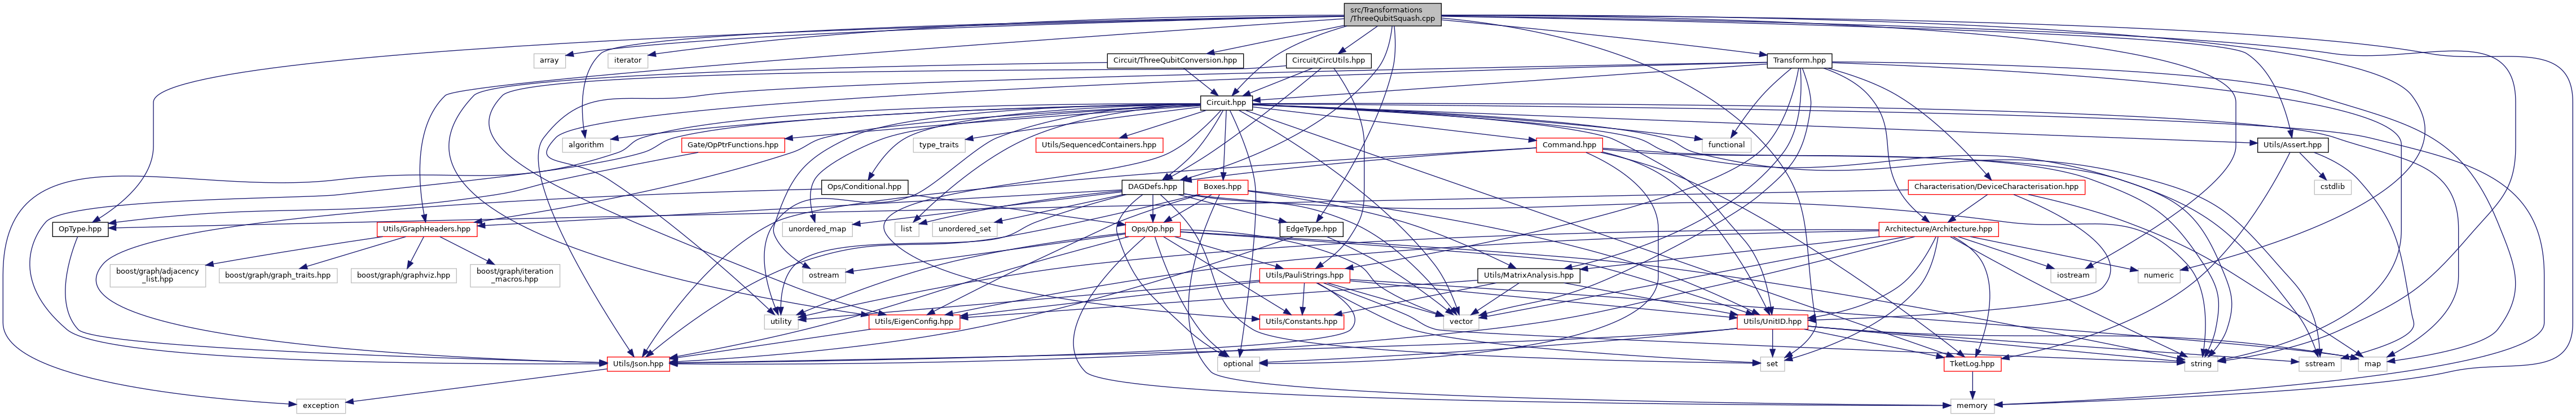 src/Transformations
/ThreeQubitSquash.cpp
array
iterator
Circuit/ThreeQubitConversion.hpp
Circuit/CircUtils.hpp
Transform.hpp
Circuit.hpp
algorithm
Gate/OpPtrFunctions.hpp
type_traits
Utils/SequencedContainers.hpp
Command.hpp
functional
Utils/Assert.hpp
Ops/Conditional.hpp
DAGDefs.hpp
Boxes.hpp
Characterisation/DeviceCharacterisation.hpp
cstdlib
OpType.hpp
Utils/GraphHeaders.hpp
unordered_map
list
unordered_set
Ops/Op.hpp
EdgeType.hpp
Architecture/Architecture.hpp
boost/graph/adjacency
_list.hpp
boost/graph/graph_traits.hpp
boost/graph/graphviz.hpp
boost/graph/iteration
_macros.hpp
ostream
Utils/PauliStrings.hpp
Utils/MatrixAnalysis.hpp
iostream
numeric
utility
Utils/EigenConfig.hpp
Utils/Constants.hpp
vector
Utils/UnitID.hpp
Utils/Json.hpp
optional
set
TketLog.hpp
string
sstream
map
exception
memory